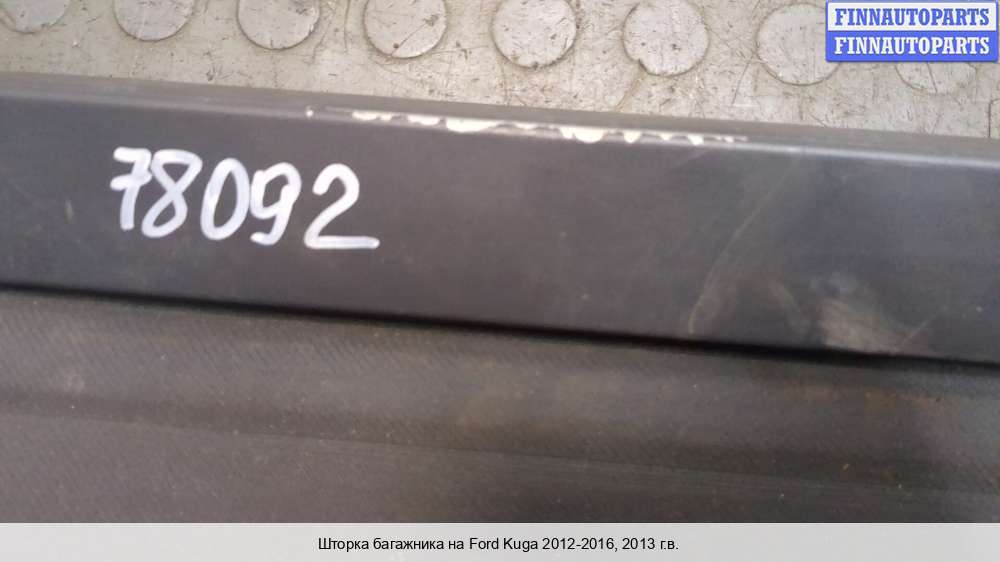 FINNAUTOPARTS
FINNAUTOPARTS
78092
Шторка багажника на Ford Kuga 2012-2016, 2013 г.в.